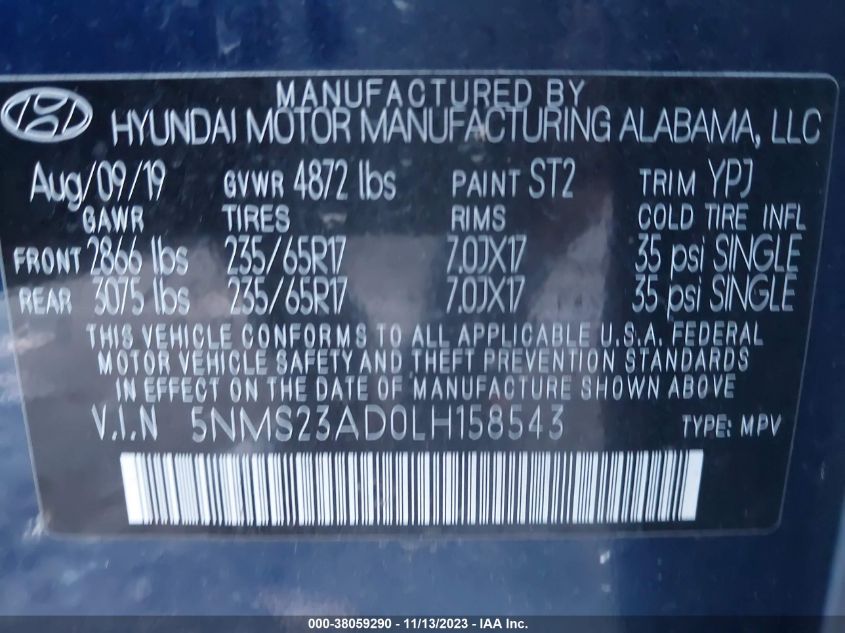 MANUFACTURED BY
HYUNDAI MOTOR MANUFACTURING ALABAMA, LLC
Aug/09/19 GVWR 4872 lbs PAINT ST2 TRIM YPJ
GAWR TIRES RIMS COLD TIRE INFL
FRONT 2866 lbs 235/65R17 7.0JX17 35 psi SINGLE
REAR 3075 lbs 235/65R17 7.0JX17 35 psi SINGLE
THIS VEHICLE CONFORMS TO ALL APPLICABLE U.S.A. FEDERAL
MOTOR VEHICLE SAFETY AND THEFT PREVENTION STANDARDS
IN EFFECT ON THE DATE OF MANUFACTURE SHOWN ABOVE.
V.I.N 5NMS23AD0LH158543 TYPE: MPV
000-38059290 - 11/13/2023 - IAAI, Inc.